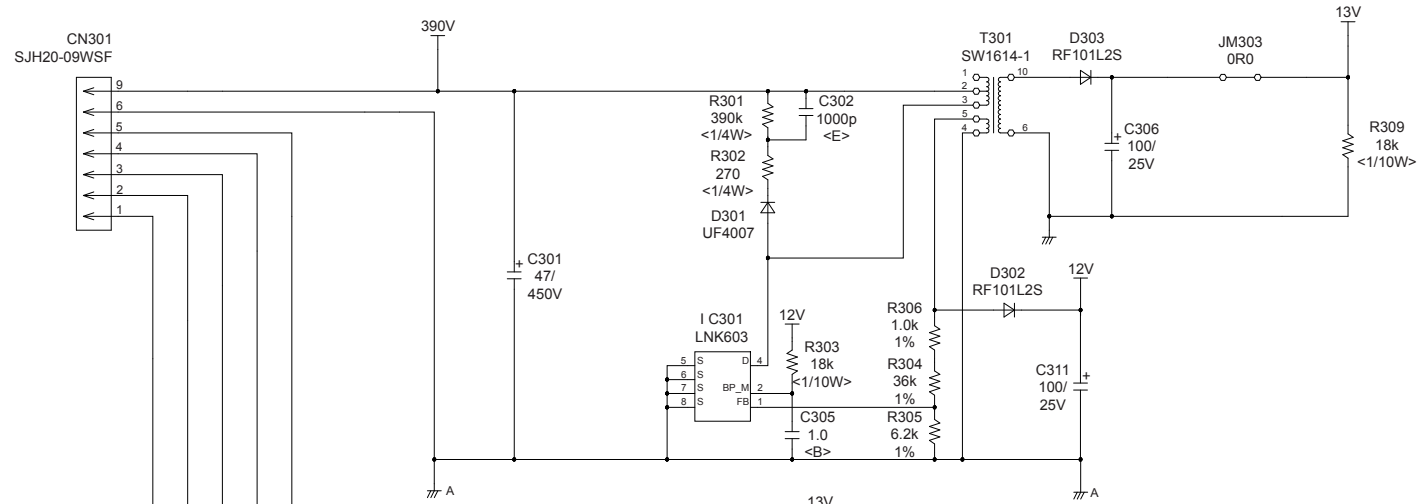 CN301
SJH20-09WSF
9
6
5
4
3
2
1
390V
C301
47/
450V
+
R301
390k
<1/4W>
C302
1000p
<E>
R302
270
<1/4W>
D301
UF4007
T301
SW1614-1
1
2
3
5
4
10
6
D303
RF101L2S
JM303
0R0
13V
+
C306
100/
25V
R309
18k
<1/10W>
I C301
LNK603
5
6
7
8
S
S
S
S
D
BP_M
FB
4
2
1
12V
R303
18k
<1/10W>
C305
1.0
<B>
R306
1.0k
1%
R304
36k
1%
R305
6.2k
1%
D302
RF101L2S
12V
+
C311
100/
25V
A
A
13V